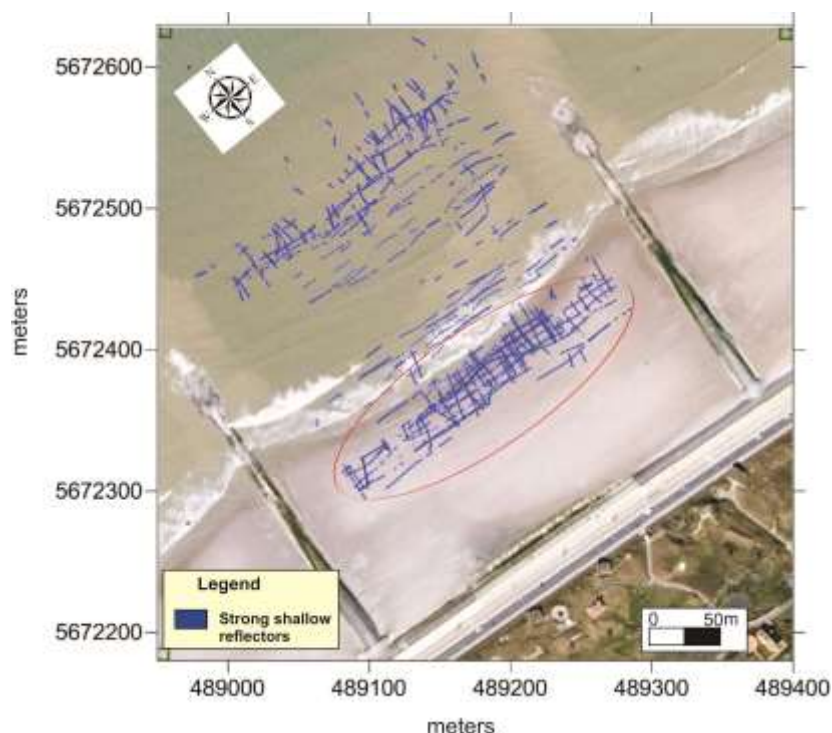 5672600
5672500
5672400
5672300
5672200
meters
N
E
W
S
Legend
Strong shallow
reflectors
0 50m
489000 489100 489200 489300 489400
meters